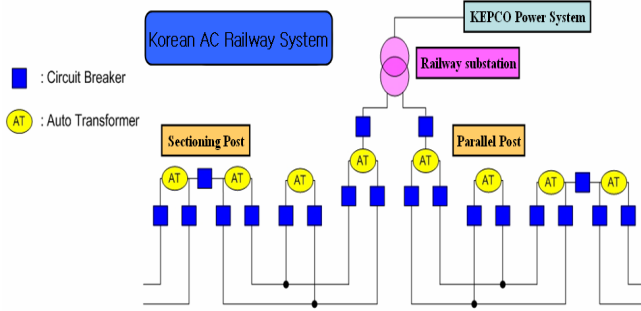 KEPCO Power System
Korean AC Railway System
Railway substation
: Circuit Breaker
: Auto Transformer
AT
Sectioning Post
Parallel Post
AT
AT
AT
AT
AT
AT
AT
AT